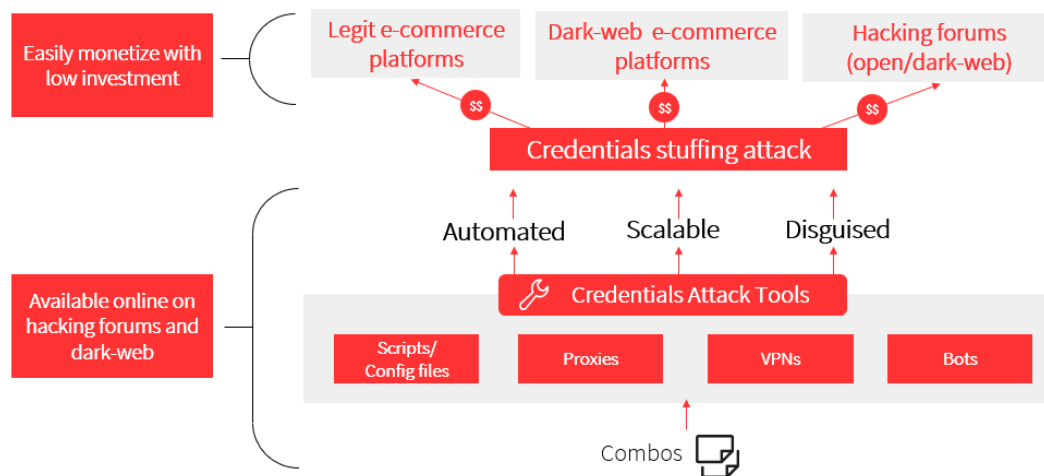 Easily monetize with
low investment
Legit e-commerce
platforms
Dark-web e-commerce
platforms
Hacking forums
(open/dark-web)
$$
$$
$$
Credentials stuffing attack
Automated
Scalable
Disguised
Available online on
hacking forums and
dark-web
Credentials Attack Tools
Scripts/
Config files
Proxies
VPNs
Bots
Combos